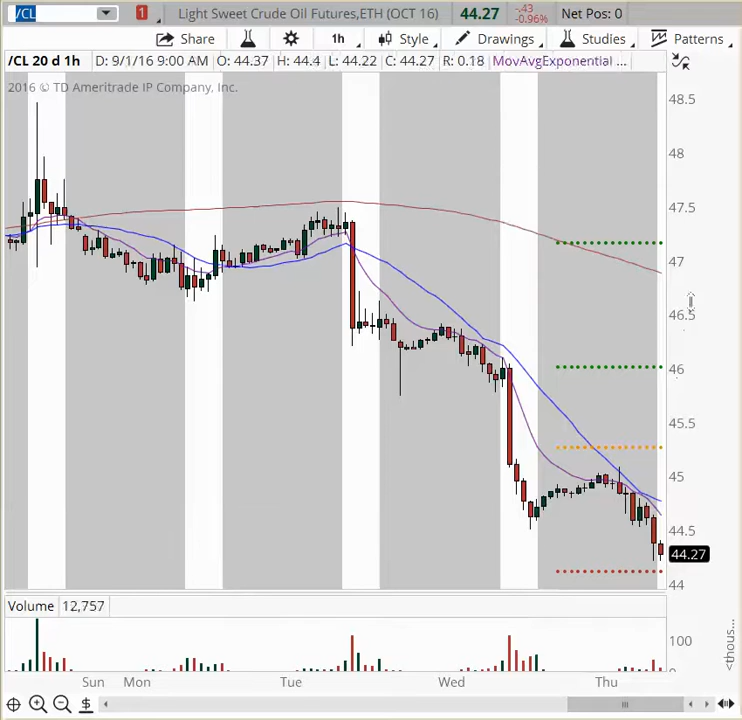 /CL 1 Light Sweet Crude Oil Futures,ETH (OCT 16) 44.27 -.43 -0.96% Net Pos: 0
Share 1h Style Drawings Studies Patterns
/CL 20 d 1h D: 9/1/16 9:00 AM O: 44.37 H: 44.4 L: 44.22 C: 44.27 R: 0.18 MovAvgExponential ...
2016 © TD Ameritrade IP Company, Inc.
48.5
48
47.5
47
46.5
46
45.5
45
44.5
44.27
44
Volume 12,757
100
0
<thous...
Sun Mon Tue Wed Thu
$